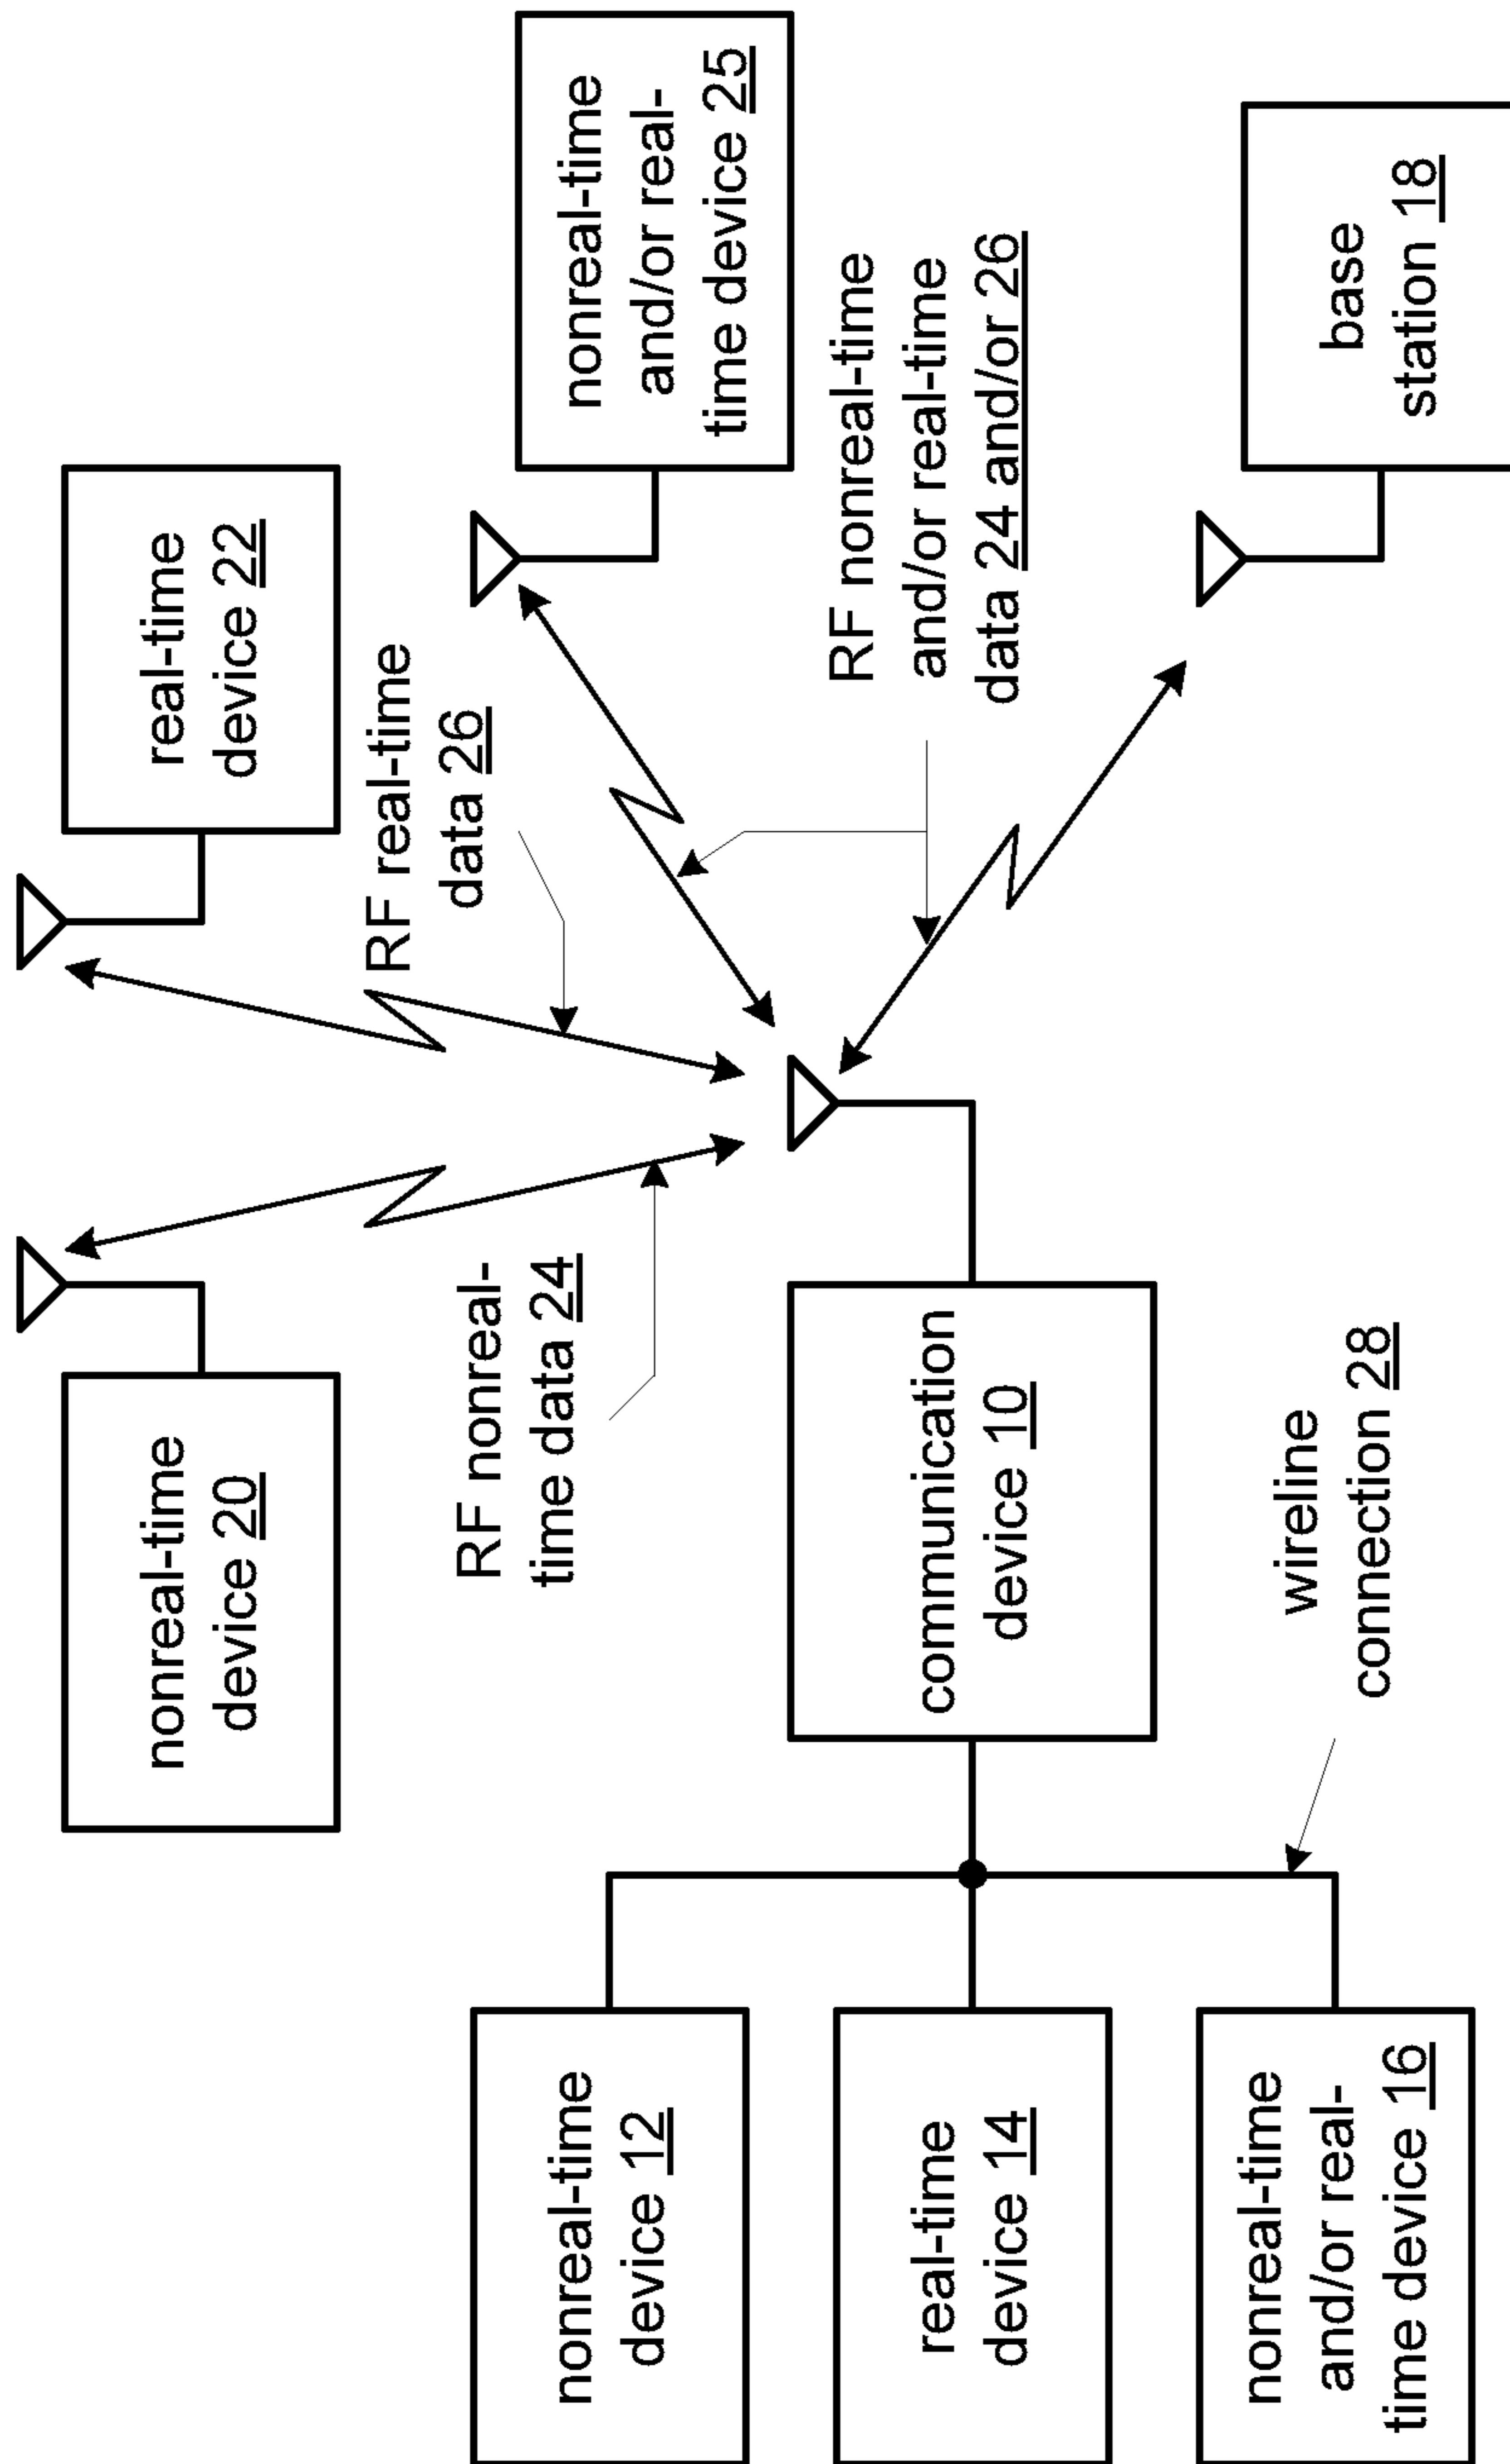 nonreal-time
device 20
real-time
device 22
RF nonreal-
time data 24
RF real-time
data 26
nonreal-time
and/or real-
time device 25
nonreal-time
device 12
real-time
device 14
nonreal-time
and/or real-
time device 16
communication
device 10
wireline
connection 28
RF nonreal-time
and/or real-time
data 24 and/or 26
base
station 18